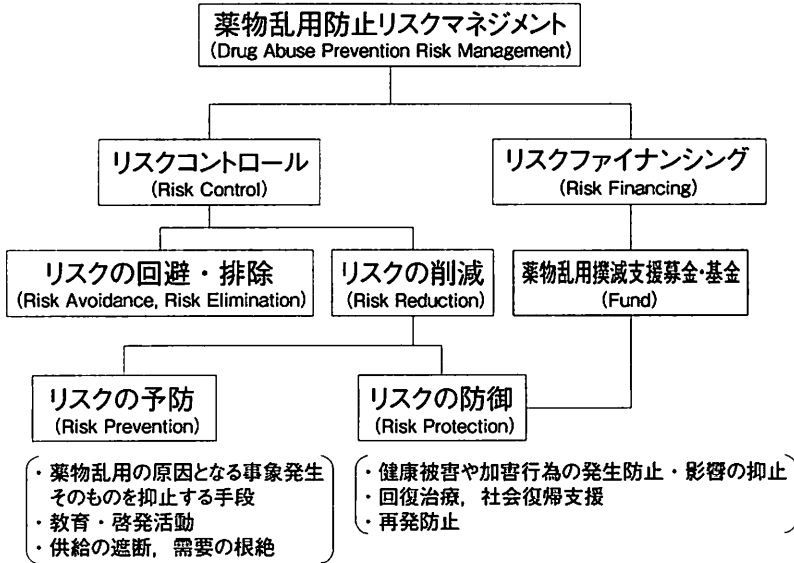 薬物乱用防止リスクマネジメント
(Drug Abuse Prevention Risk Management)
リスクコントロール
(Risk Control)
リスクファイナンシング
(Risk Financing)
リスクの回避・排除
(Risk Avoidance, Risk Elimination)
リスクの削減
(Risk Reduction)
薬物乱用撲滅支援募金・基金
(Fund)
リスクの予防
(Risk Prevention)
リスクの防御
(Risk Protection)
・薬物乱用の原因となる事象発生
そのものを抑止する手段
・教育・啓発活動
・供給の遮断，需要の根絶
・健康被害や加害行為の発生防止・影響の抑止
・回復治療，社会復帰支援
・再発防止